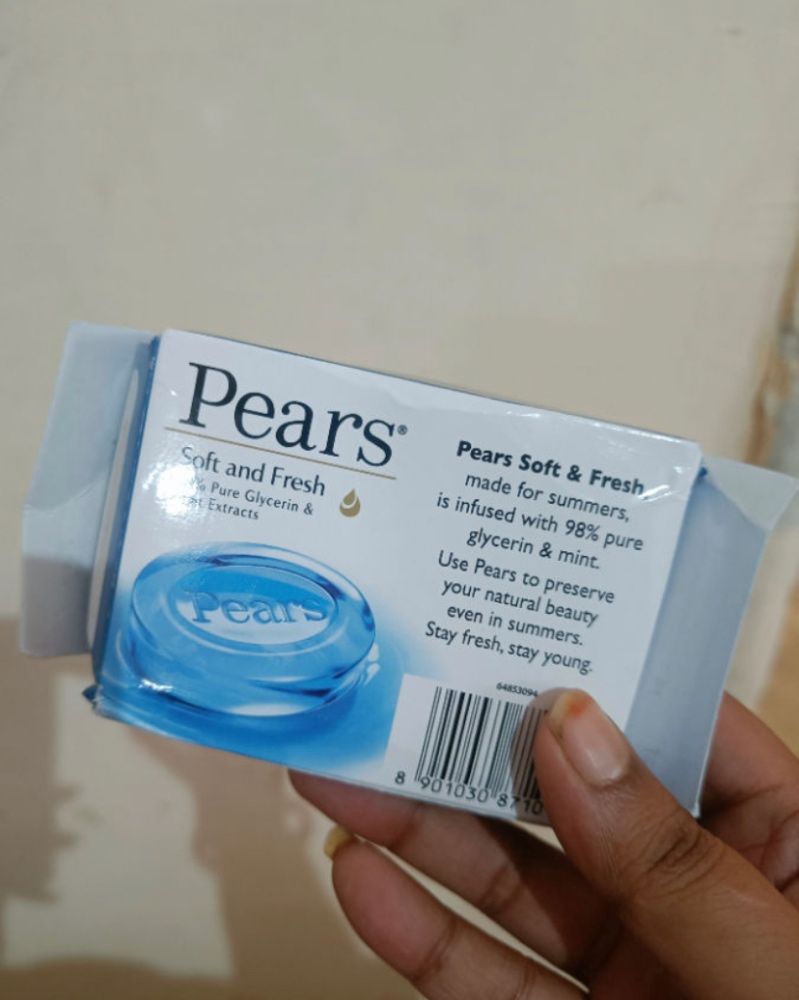 Pears®
Soft and Fresh
% Pure Glycerin &
Extracts
Pears
Pears Soft & Fresh
made for summers,
is infused with 98% pure
glycerin & mint.
Use Pears to preserve
your natural beauty
even in summers.
Stay fresh, stay young.
64853094
8 901030 8710